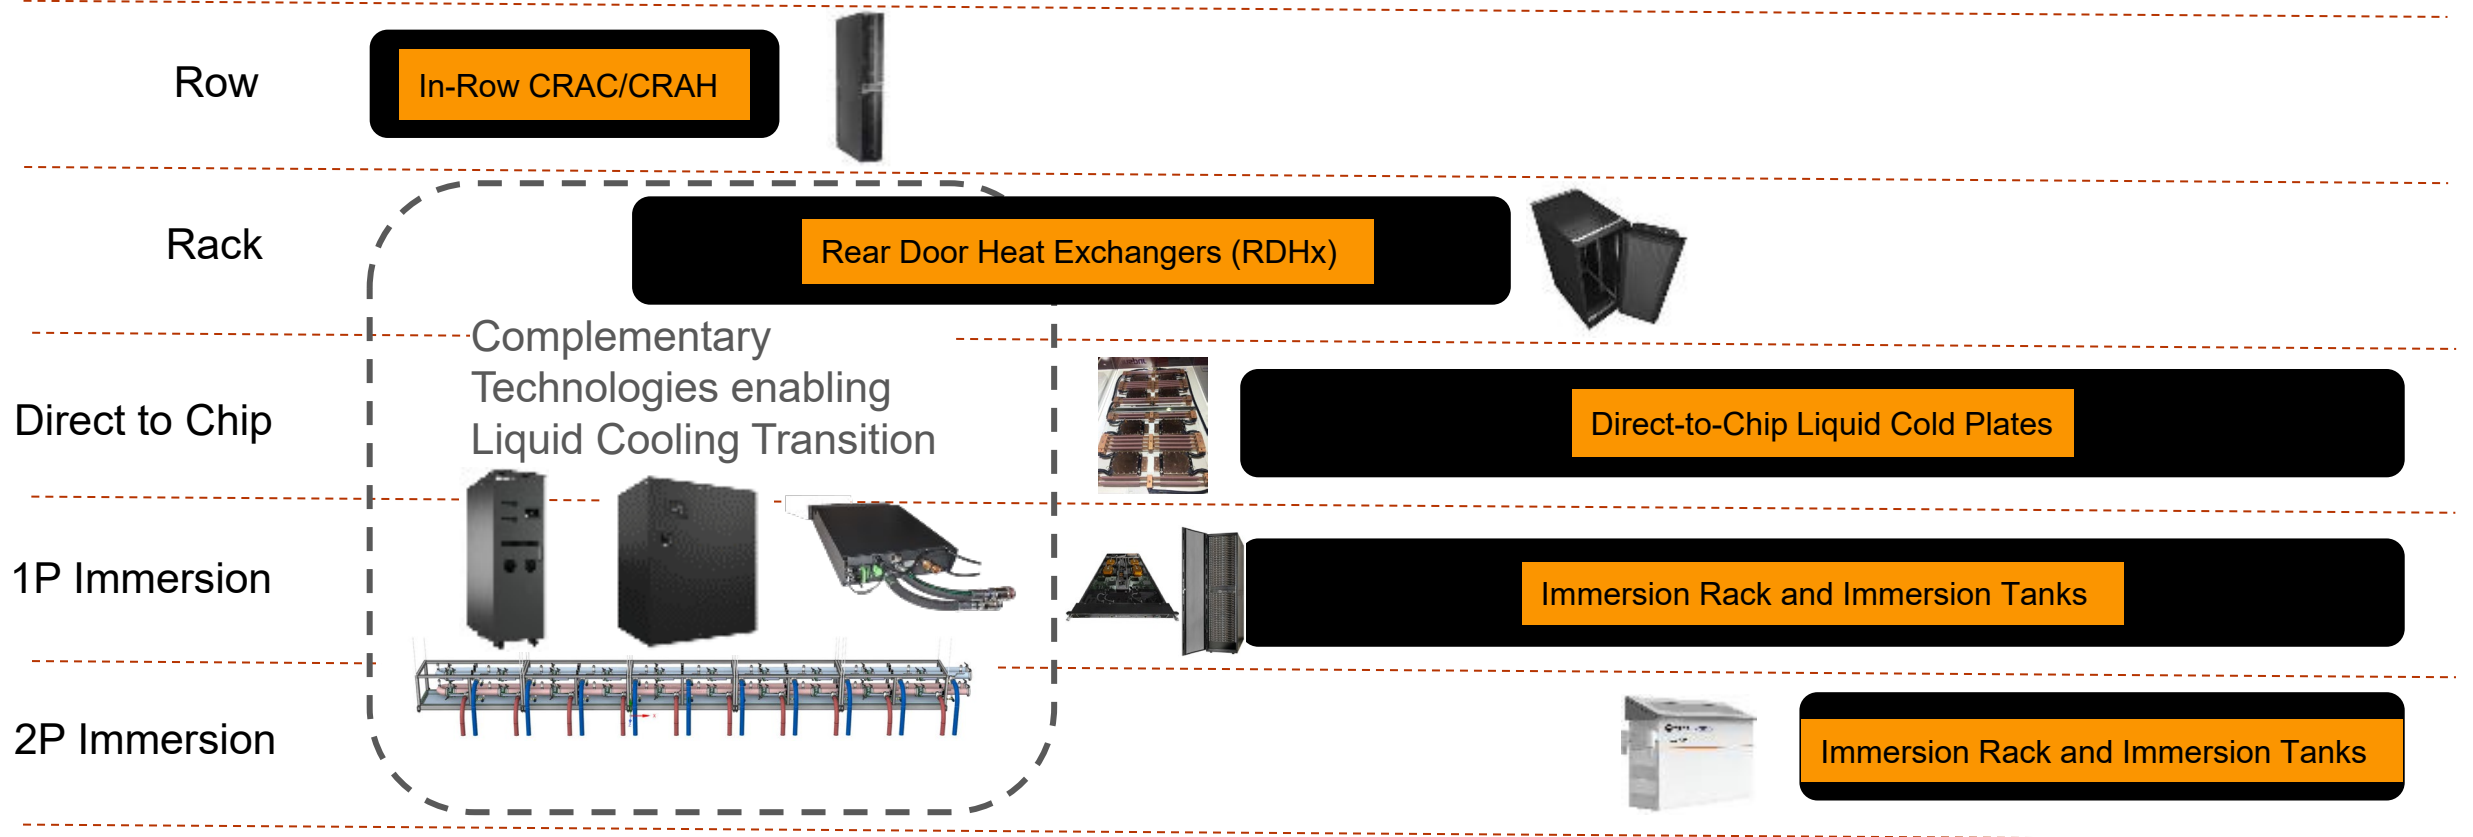 Row
In-Row CRAC/CRAH
Rack
Rear Door Heat Exchangers (RDHx)
Complementary
Technologies enabling
Liquid Cooling Transition
Direct to Chip
Direct-to-Chip Liquid Cold Plates
1P Immersion
Immersion Rack and Immersion Tanks
2P Immersion
Immersion Rack and Immersion Tanks